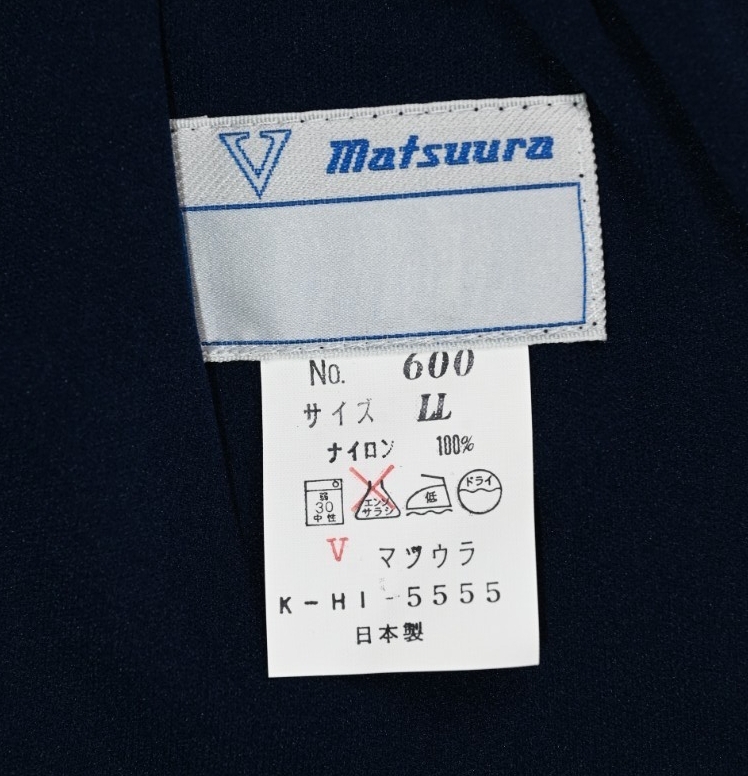 Matsuura
No. 600
サイズ LL
ナイロン 100%
弱
30
中性
エンソ
サラシ
低
ドライ
V マツウラ
K-HI-5555
日本製